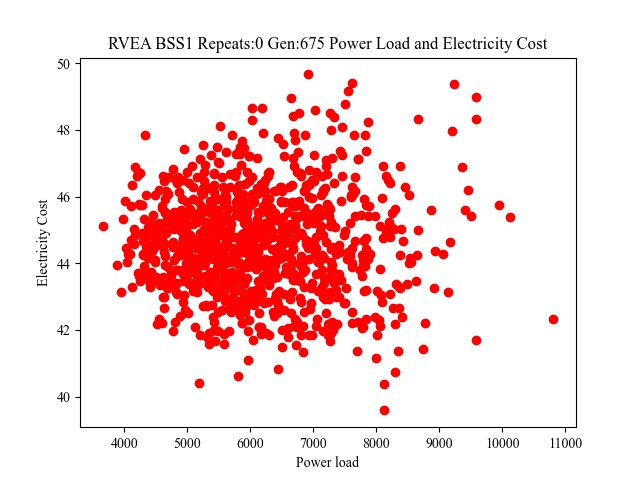 RVEA BSS1 Repeats:0 Gen:675 Power Load and Electricity Cost
50
48
46
44
42
40
Electricity Cost
4000 5000 6000 7000 8000 9000 10000 11000
Power load